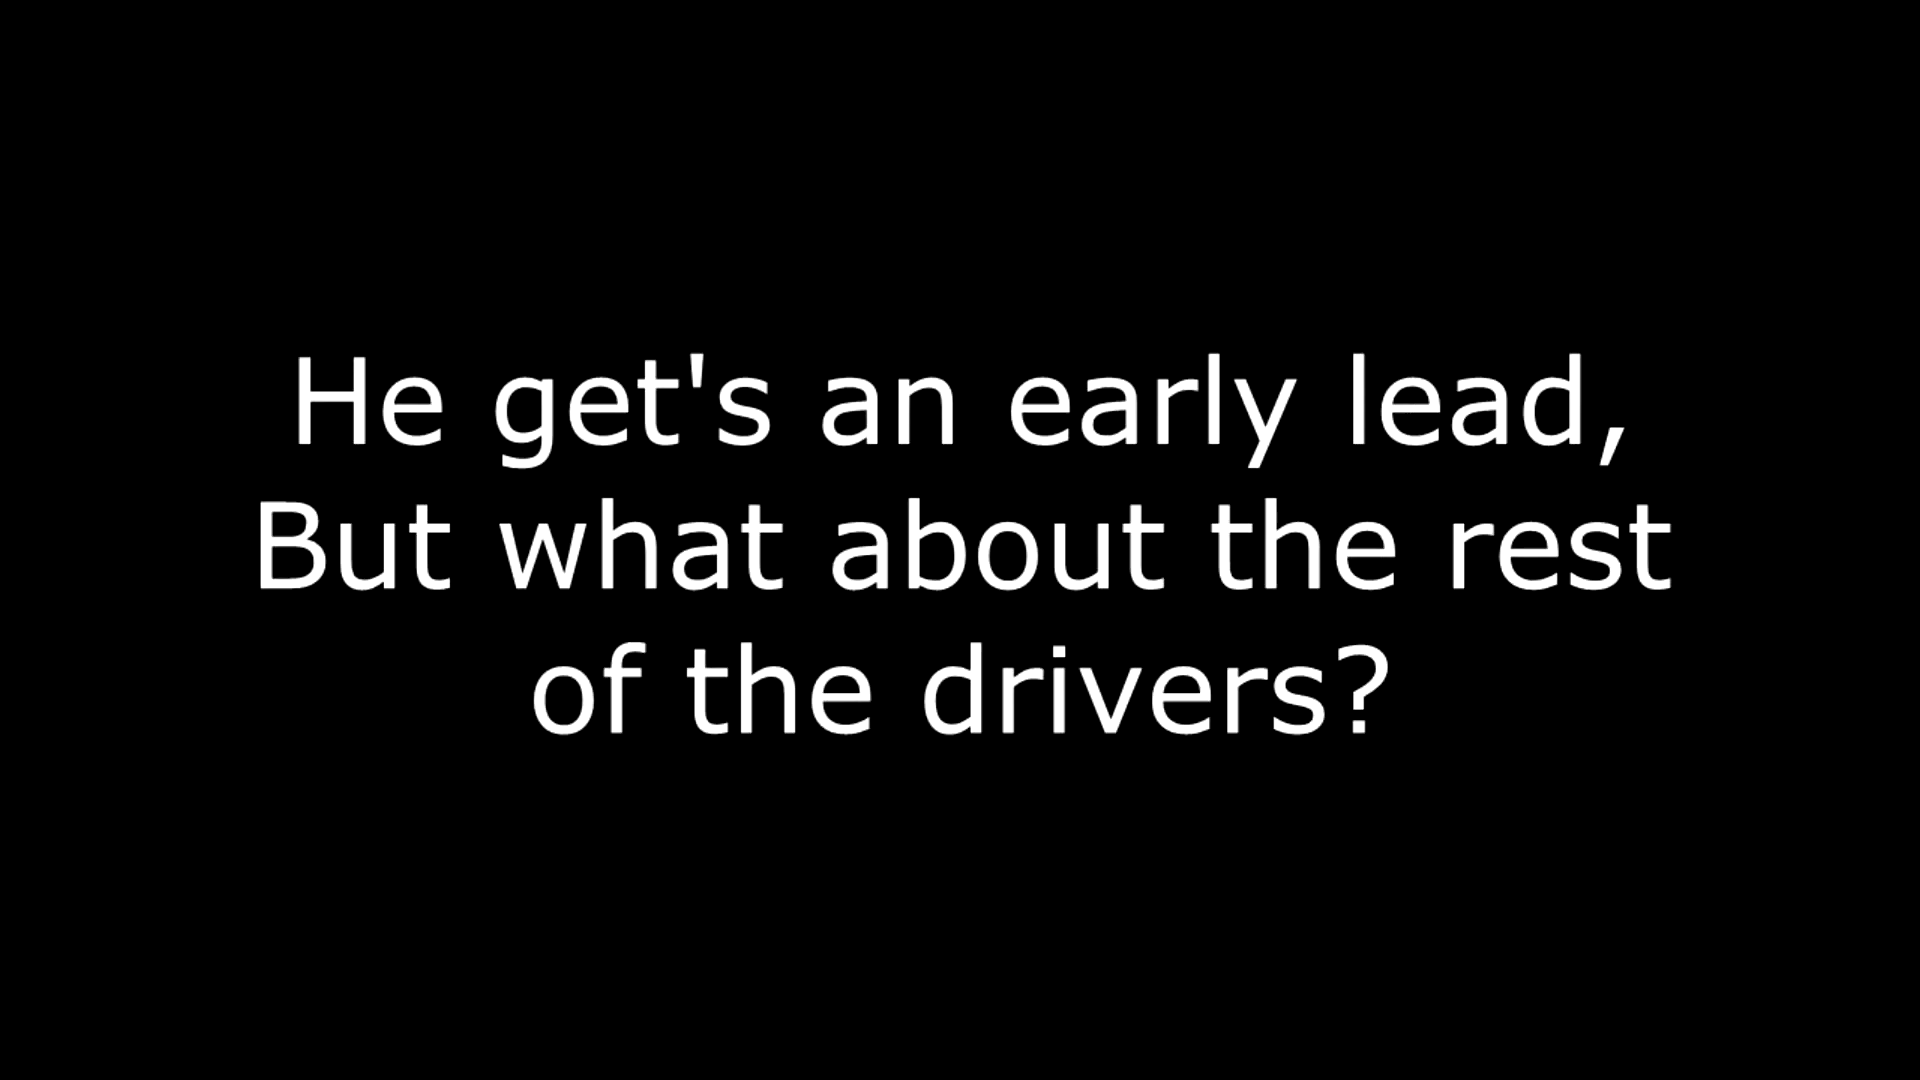 He get's an early lead,
But what about the rest
of the drivers?